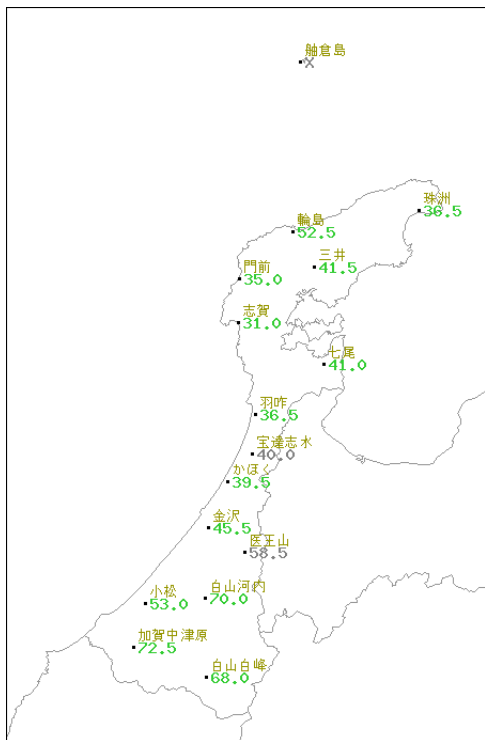 舳倉島
×
珠洲
36.5
輪島
52.5
三井
41.5
門前
35.0
志賀
31.0
七尾
41.0
羽咋
36.5
宝達志水
40.0
かほく
39.5
金沢
45.5
医王山
58.5
白山河内
70.0
小松
53.0
加賀中津原
72.5
白山白峰
68.0